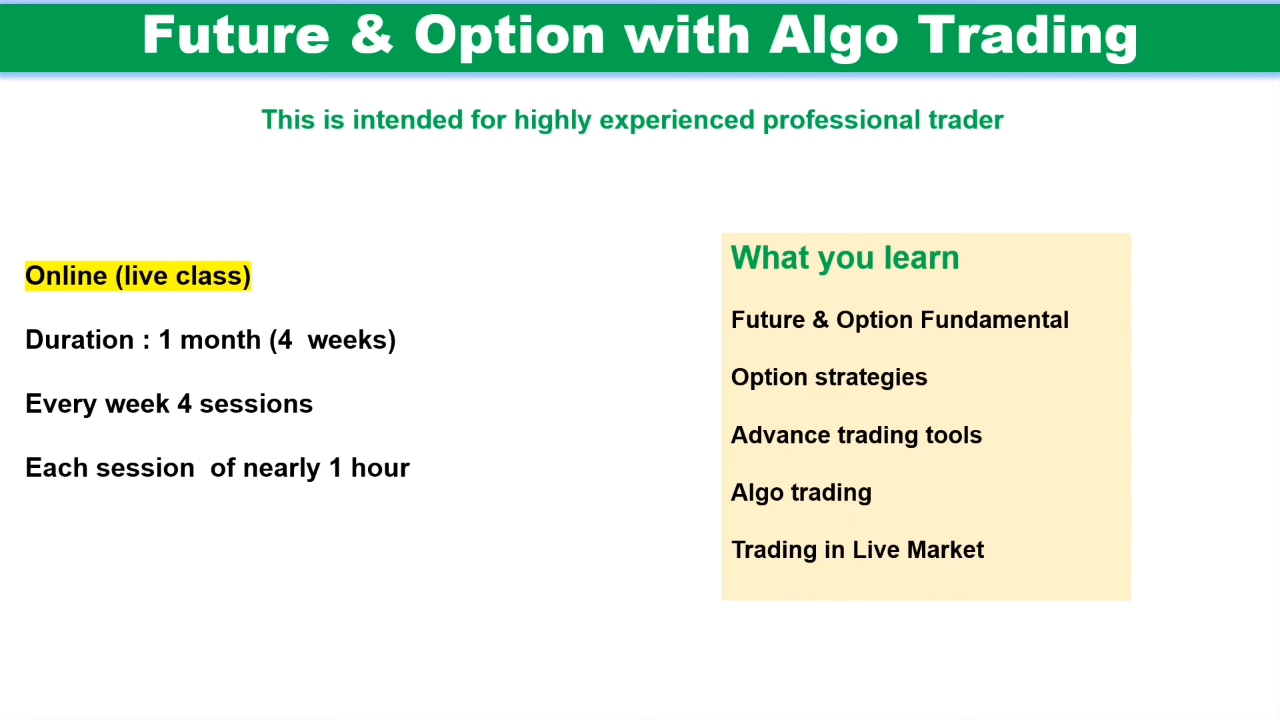 Future & Option with Algo Trading
This is intended for highly experienced professional trader
Online (live class)
Duration : 1 month (4  weeks)
Every week 4 sessions
Each session  of nearly 1 hour
What you learn
Future & Option Fundamental
Option strategies
Advance trading tools
Algo trading
Trading in Live Market